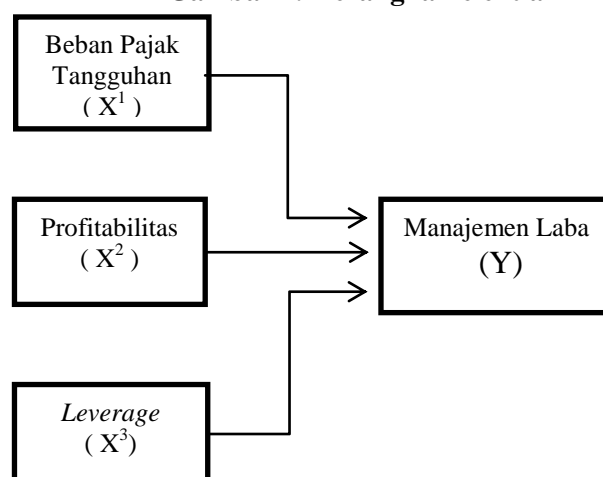 Beban Pajak
Tangguhan
( X¹ )
Profitabilitas
( X² )
Manajemen Laba
(Y)
Leverage
( X³)